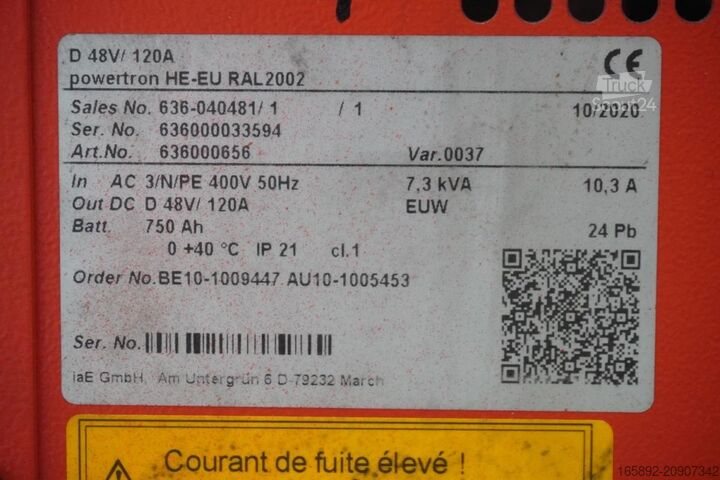 D 48V/ 120A
powertron HE-EU RAL2002
CE
Truck
Scout24
Sales No. 636-040481/ 1 / 1 10/2020
Ser. No. 636000033594
Art.No. 636000656 Var.0037
In AC 3/N/PE 400V 50Hz 7,3 kVA 10,3 A
Out DC D 48V/ 120A EUW
Batt. 750 Ah 24 Pb
0 +40 °C IP 21 cl.1
Order No.BE10-1009447 AU10-1005453
Ser. No.
iaE GmbH, Am Untergrün 6 D-79232 March
Courant de fuite élevé !
165892-20907342